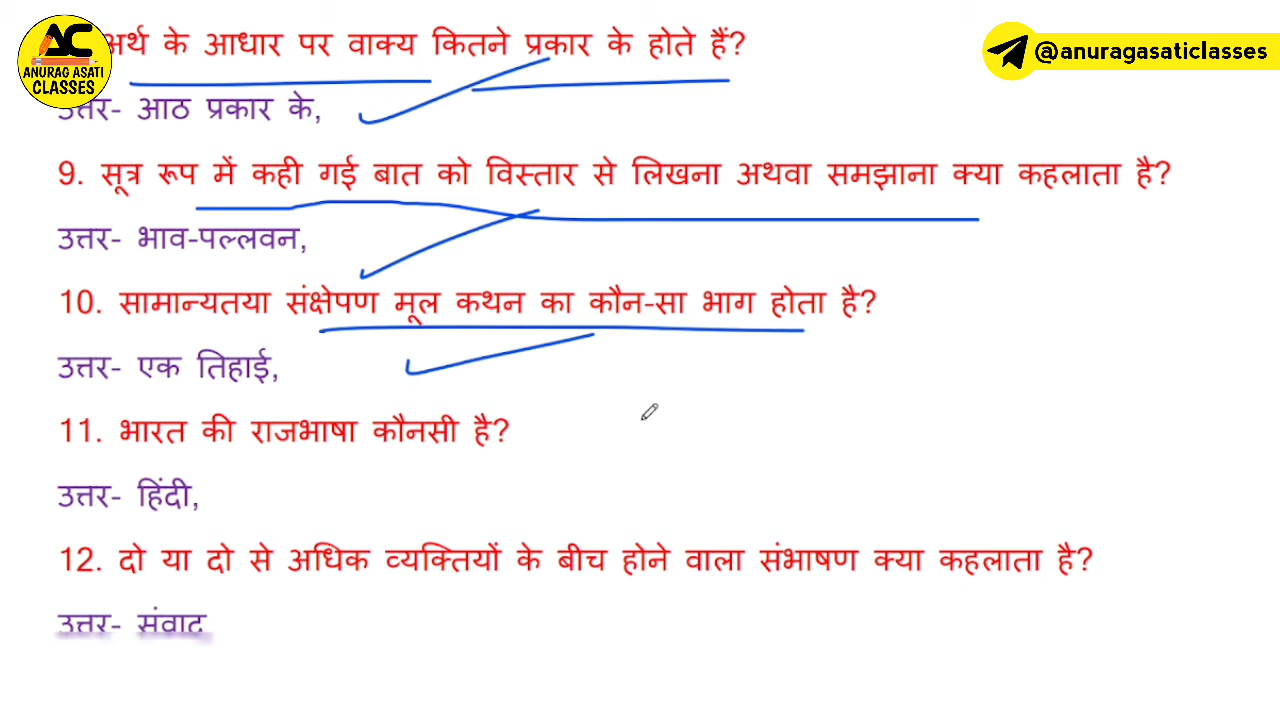 AC
ANURAG ASATI
CLASSES
@anuragasaticlasses
अर्थ के आधार पर वाक्य कितने प्रकार के होते हैं?
उत्तर- आठ प्रकार के,
9. सूत्र रूप में कही गई बात को विस्तार से लिखना अथवा समझाना क्या कहलाता है?
उत्तर- भाव-पल्लवन,
10. सामान्यतया संक्षेपण मूल कथन का कौन-सा भाग होता है?
उत्तर- एक तिहाई,
11. भारत की राजभाषा कौनसी है?
उत्तर- हिंदी,
12. दो या दो से अधिक व्यक्तियों के बीच होने वाला संभाषण क्या कहलाता है?
उत्तर- संवाद